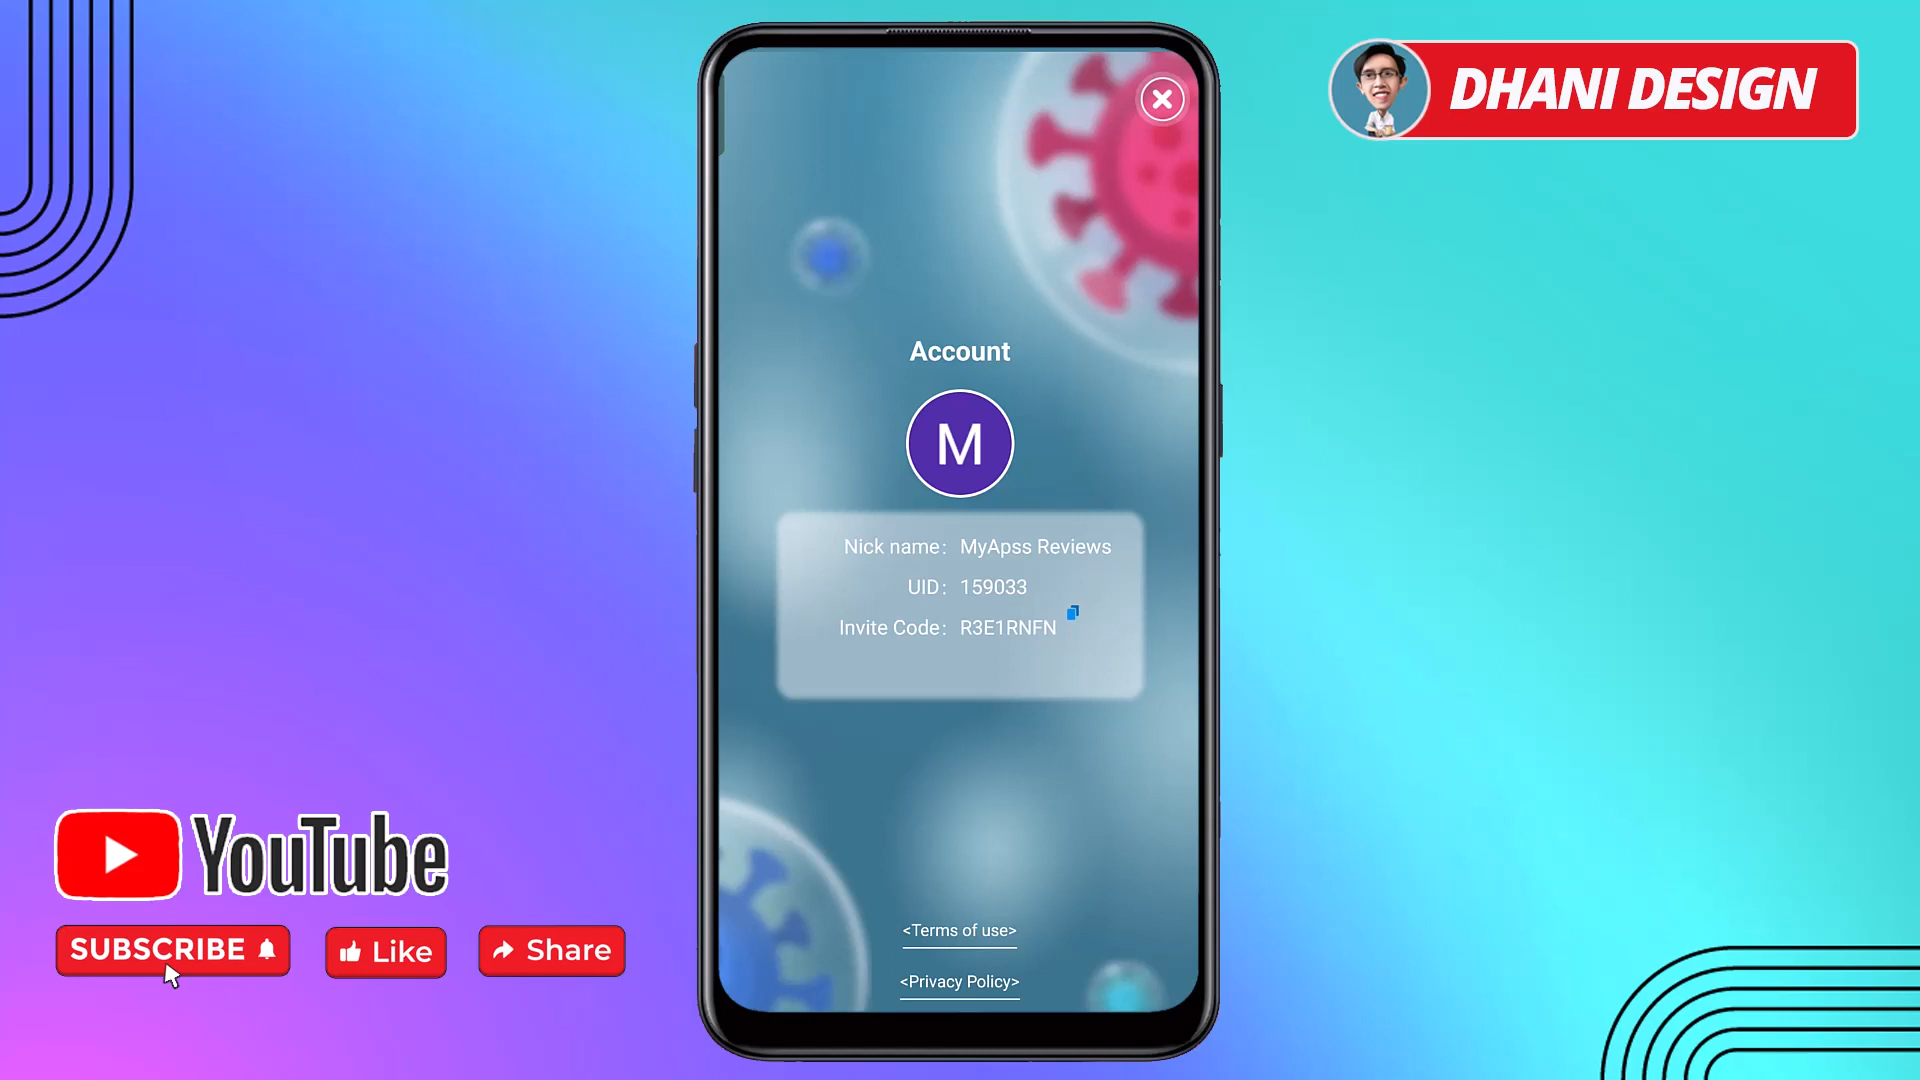 DHANI DESIGN
Account
M
Nick name: MyApss Reviews
UID: 159033
Invite Code: R3E1RNFN
<Terms of use>
<Privacy Policy>
YouTube
SUBSCRIBE
Like
Share